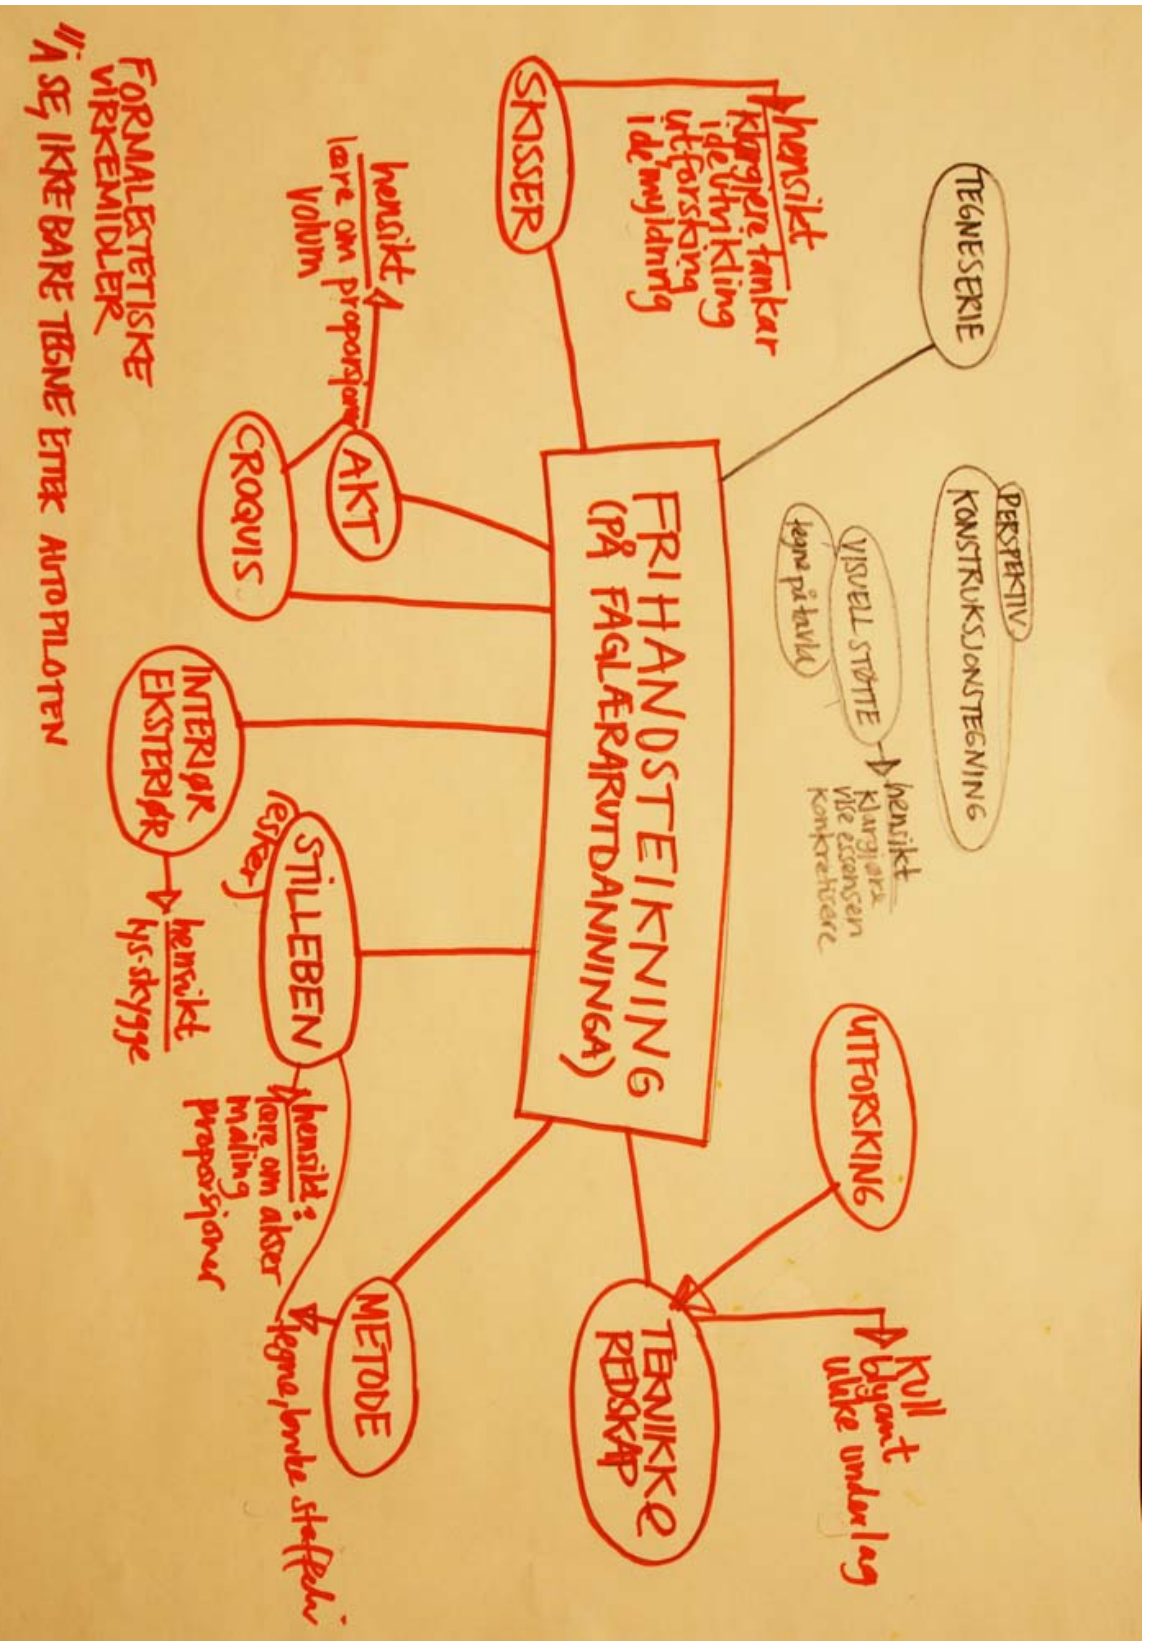 TEGNESERIE
PERSPEKTIV
KONSTRUKSJONSTEGNING
VISUELL STØTTE
tegne på tavla
hensikt
klargjøre
vise essensen
konkretisere
UTFORSKING
kull
blyant
ulike underlag
hensikt
klargjere tankar
ideutvikling
utforsking
idémyldring
SKISSER
FRIHANDSTEIKNING
(PÅ FAGLÆRARUTDANNINGA)
TEKNIKKE
REDSKAP
hensikt
lære om proporsjoner
volum
AKT
CROQUIS
INTERIØR
EKSTERIØR
hensikt
lys-skygge
STILLEBEN
(esker)
hensikt:
lære om akser
måling
proporsjoner
METODE
tegne, bruke staffeli
FORMALESTETISKE
VIRKEMIDLER
"Å SE, IKKE BARE TEGNE ETTER AUTOPILOTEN